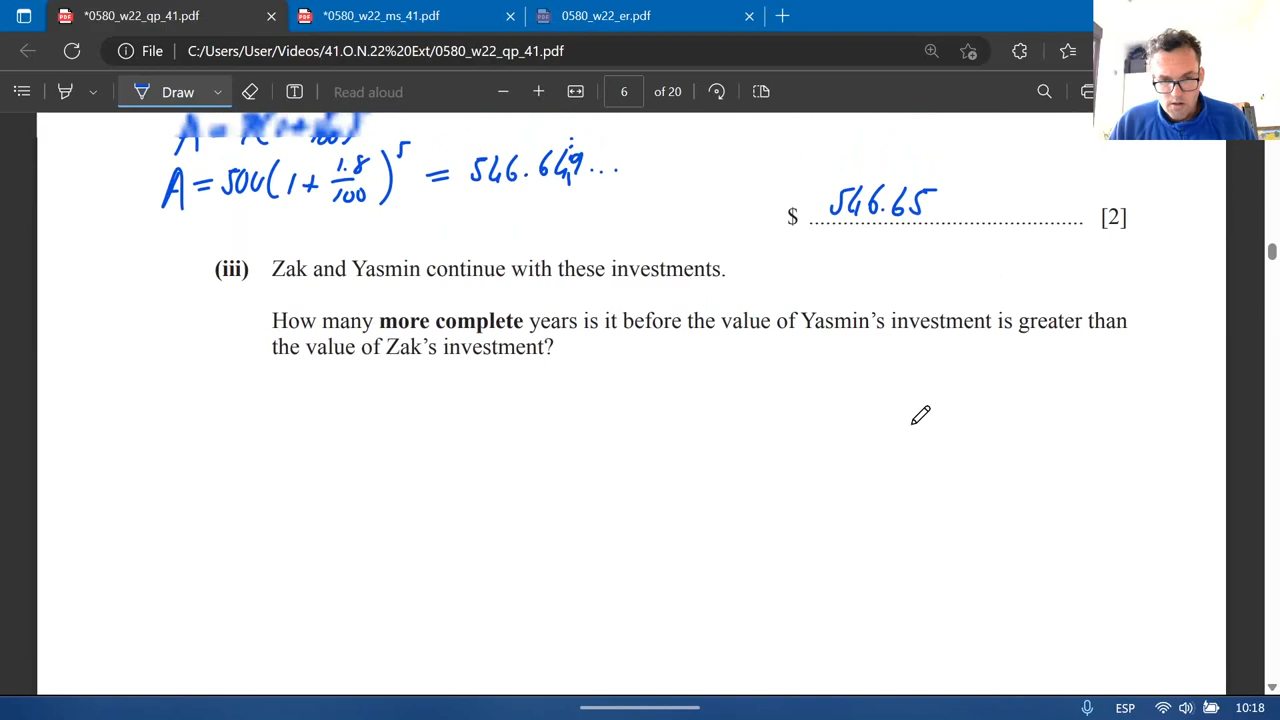 *0580_w22_qp_41.pdf
*0580_w22_ms_41.pdf
0580_w22_er.pdf
File
C:/Users/User/Videos/41.O.N.22%20Ext/0580_w22_qp_41.pdf
Draw
Read aloud
6 of 20
A = 500(1 + 1.8/100)^5 = 546.649...
$ 546.65 [2]
(iii) Zak and Yasmin continue with these investments.
How many more complete years is it before the value of Yasmin's investment is greater than
the value of Zak's investment?
ESP
10:18